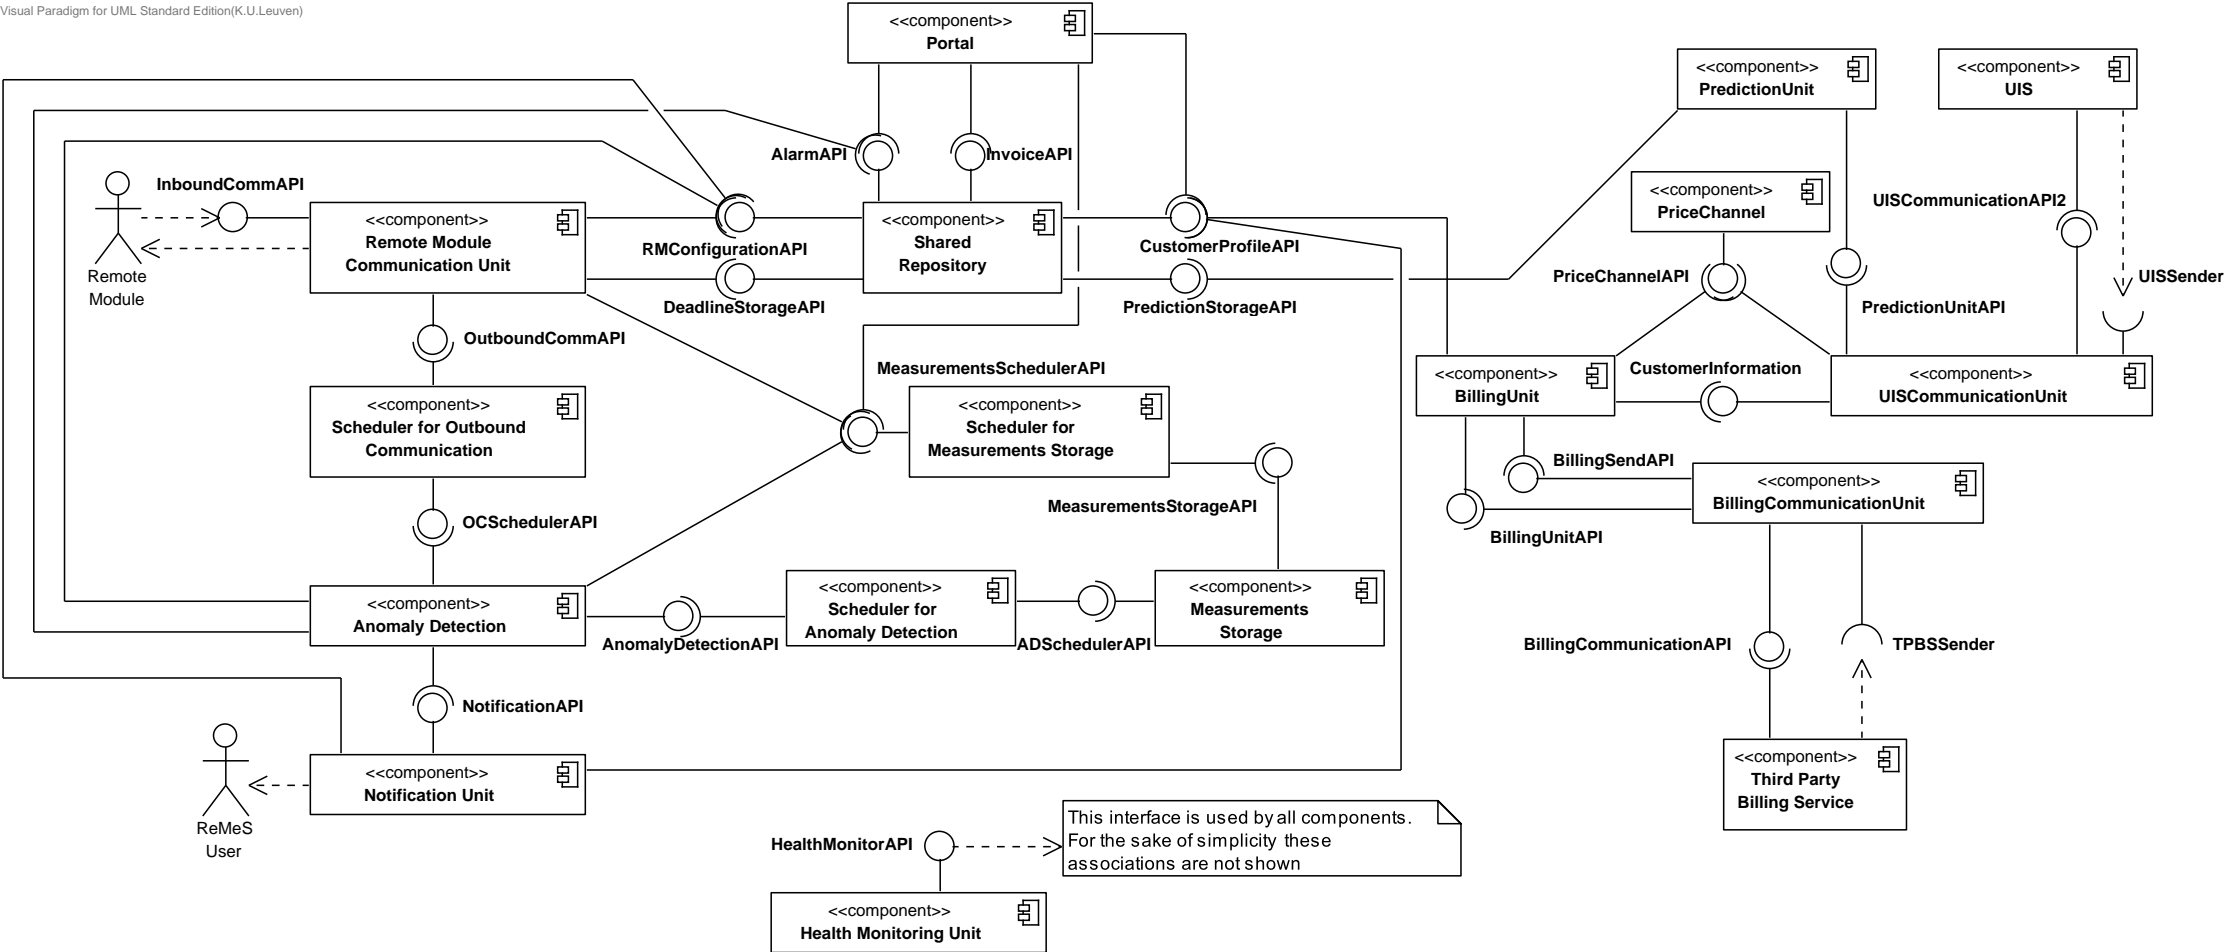 Visual Paradigm for UML Standard Edition(K.U.Leuven)
<<component>>
Portal
<<component>>
PredictionUnit
<<component>>
UIS
AlarmAPI
InvoiceAPI
InboundCommAPI
<<component>>
PriceChannel
UISCommunicationAPI2
<<component>>
Remote Module
Communication Unit
RMConfigurationAPI
<<component>>
Shared
Repository
CustomerProfileAPI
Remote
Module
DeadlineStorageAPI
PredictionStorageAPI
PriceChannelAPI
PredictionUnitAPI
UISSender
OutboundCommAPI
MeasurementsSchedulerAPI
<<component>>
BillingUnit
CustomerInformation
<<component>>
UISCommunicationUnit
<<component>>
Scheduler for Outbound
Communication
<<component>>
Scheduler for
Measurements Storage
BillingSendAPI
<<component>>
BillingCommunicationUnit
MeasurementsStorageAPI
OCSchedulerAPI
BillingUnitAPI
<<component>>
Anomaly Detection
AnomalyDetectionAPI
<<component>>
Scheduler for
Anomaly Detection
ADSchedulerAPI
<<component>>
Measurements
Storage
BillingCommunicationAPI
TPBSSender
NotificationAPI
<<component>>
Notification Unit
<<component>>
Third Party
Billing Service
ReMeS
User
HealthMonitorAPI
This interface is used by all components.
For the sake of simplicity these
associations are not shown
<<component>>
Health Monitoring Unit